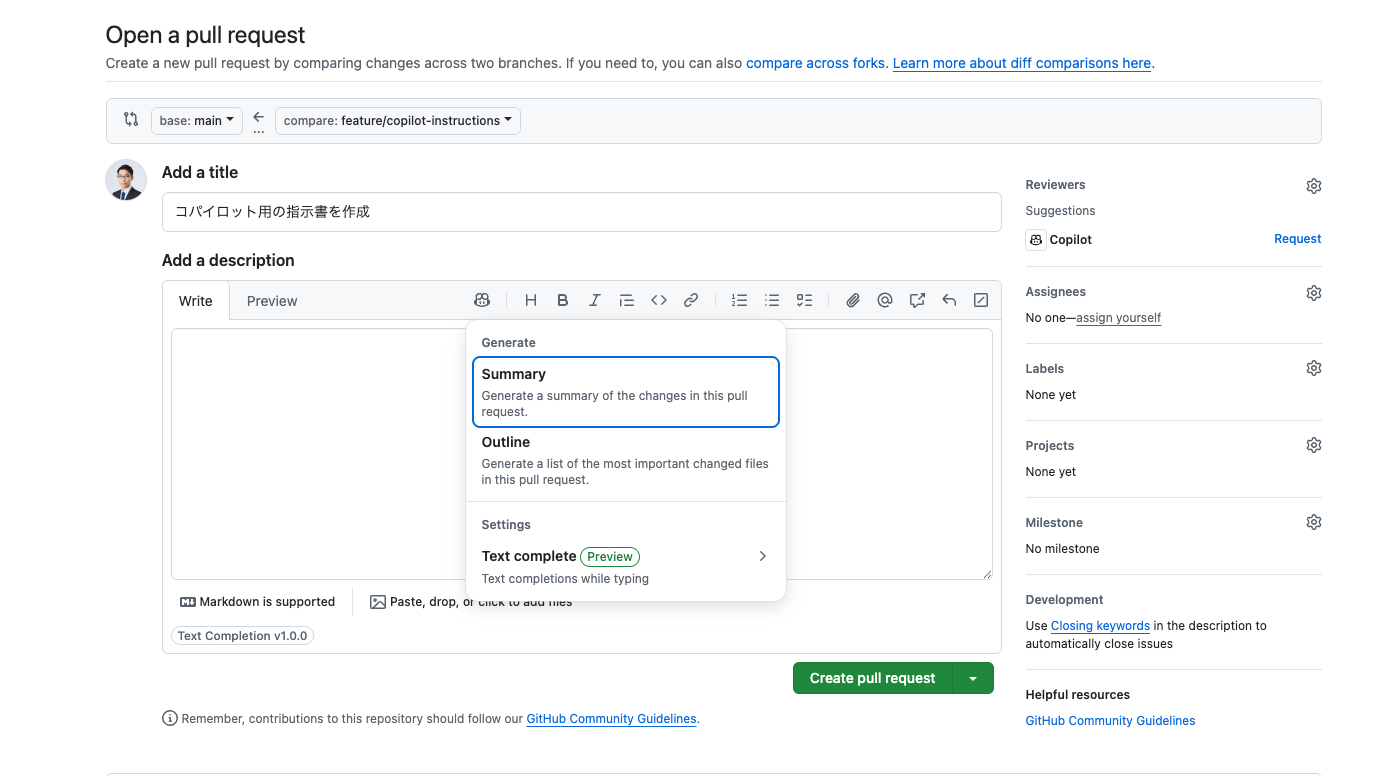 Open a pull request
Create a new pull request by comparing changes across two branches. If you need to, you can also compare across forks. Learn more about diff comparisons here.
base: main
...
compare: feature/copilot-instructions
Add a title
コパイロット用の指示書を作成
Add a description
Write
Preview
Generate
Summary
Generate a summary of the changes in this pull
request.
Outline
Generate a list of the most important changed files
in this pull request.
Settings
Text complete Preview
Text completions while typing
Markdown is supported
Paste, drop, or click to add files
Text Completion v1.0.0
Create pull request
Remember, contributions to this repository should follow our GitHub Community Guidelines.
Reviewers
Suggestions
Copilot
Request
Assignees
No one—assign yourself
Labels
None yet
Projects
None yet
Milestone
No milestone
Development
Use Closing keywords in the description to
automatically close issues
Helpful resources
GitHub Community Guidelines